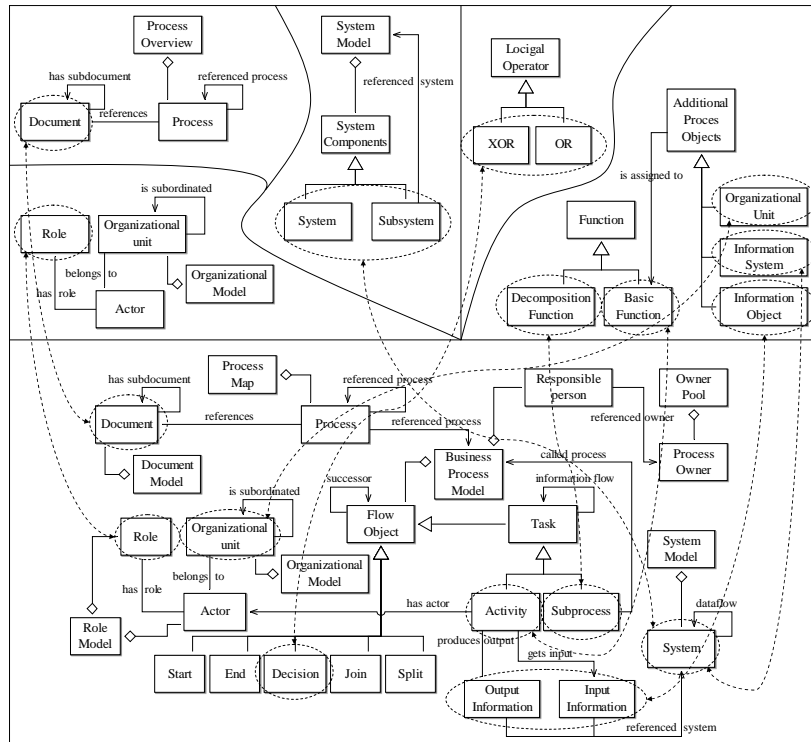 Process
Overview
has subdocument
referenced process
Document
references
Process
System
Model
referenced system
System
Components
System
Subsystem
Locigal
Operator
XOR
OR
Additional
Proces
Objects
is assigned to
Organizational
Unit
Information
System
Information
Object
Function
Decomposition
Function
Basic
Function
is subordinated
Role
Organizational
unit
belongs to
Organizational
Model
has role
Actor
Process
Map
has subdocument
referenced process
Document
references
Process
referenced process
Document
Model
Responsible
person
Owner
Pool
referenced owner
Process
Owner
called process
Business
Process
Model
information flow
successor
Flow
Object
Task
is subordinated
Role
Organizational
unit
belongs to
Organizational
Model
has
role
Actor
Role
Model
has actor
Activity
Subprocess
System
Model
dataflow
System
produces output
gets input
Start
End
Decision
Join
Split
Output
Information
Input
Information
referenced system